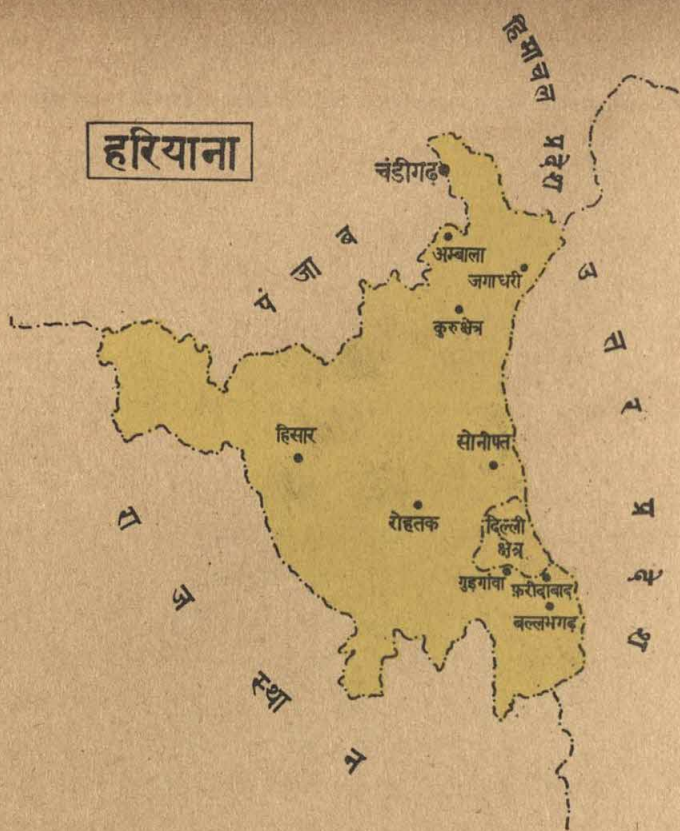 हिमाचल प्रदेश
हरियाना
चंडीगढ़
पंजाब
अम्बाला
जगाधरी
कुरुक्षेत्र
उत्तर प्रदेश
हिसार
सोनीपत
रोहतक
दिल्ली
क्षेत्र
गुड़गांवा
फ़रीदाबाद
बल्लभगढ़
राजस्थान